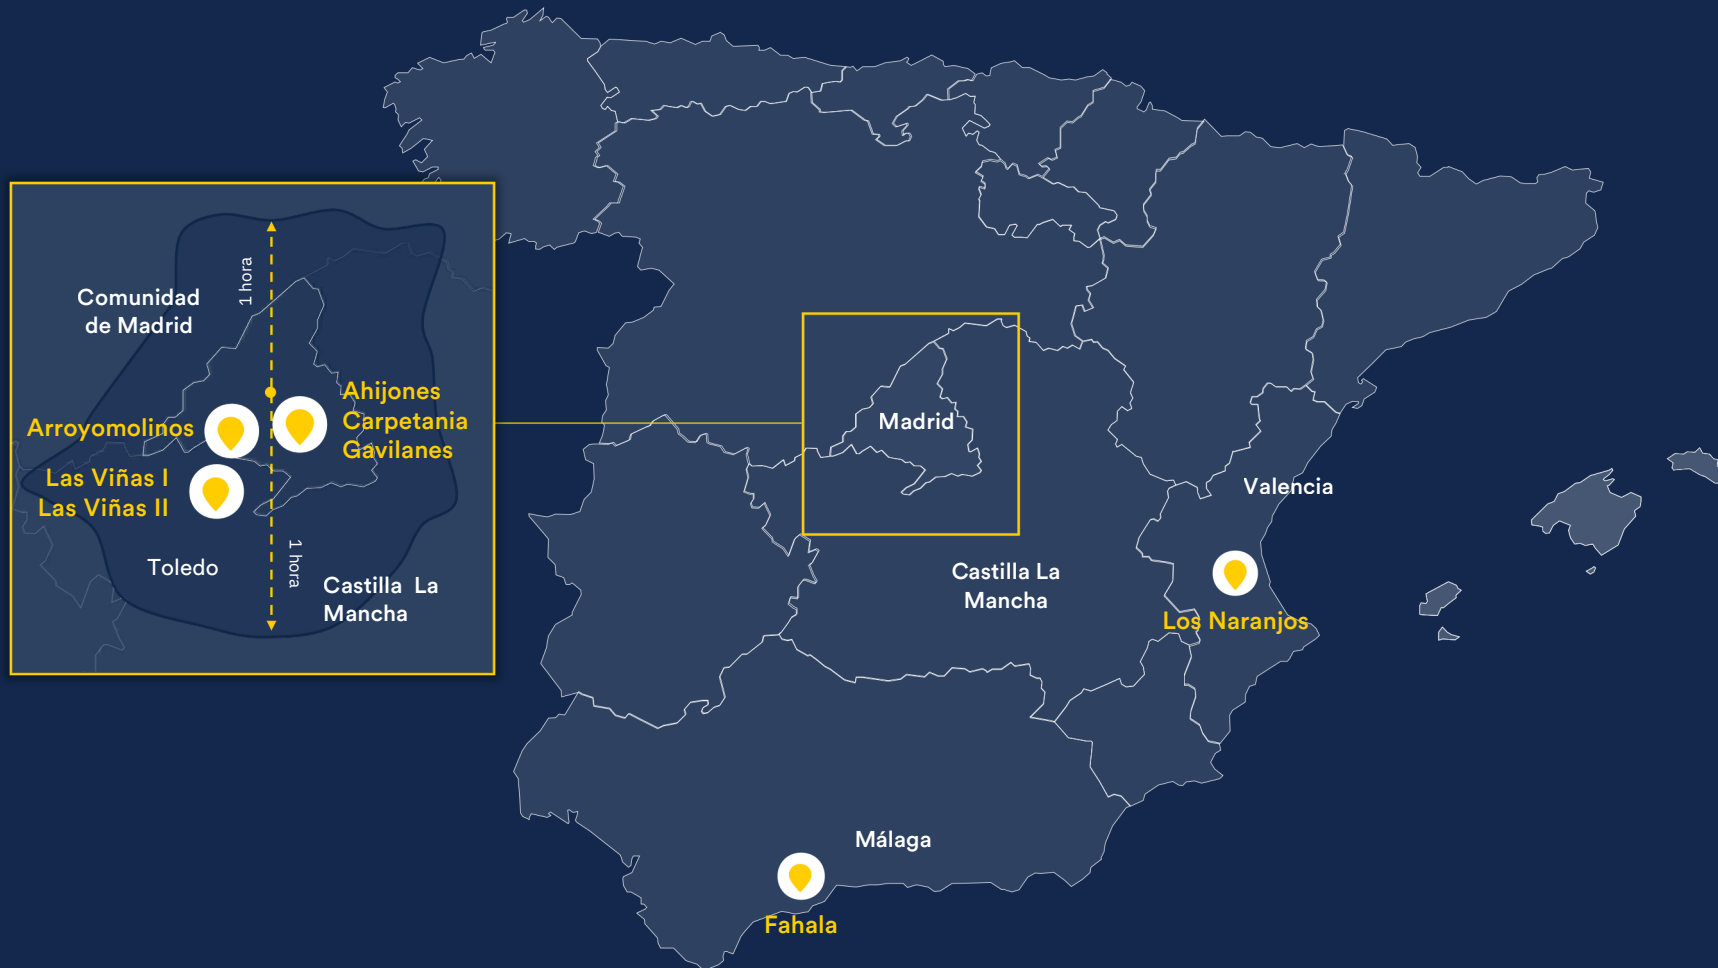 1 hora
Comunidad
de Madrid
Ahijones
Carpetania
Gavilanes
Arroyomolinos
Las Viñas I
Las Viñas II
1 hora
Toledo
Castilla La
Mancha
Madrid
Valencia
Castilla La
Mancha
Los Naranjos
Málaga
Fahala